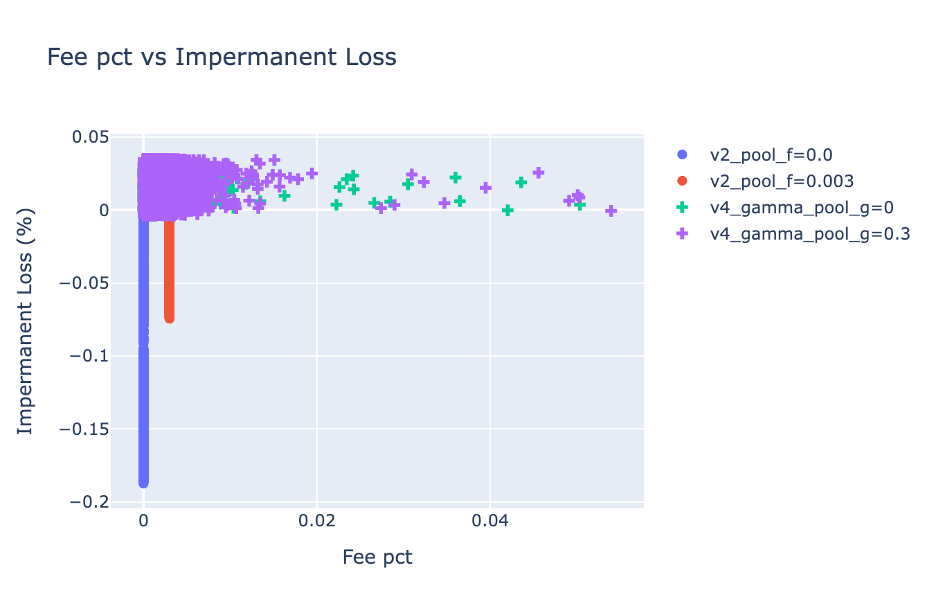 Fee pct vs Impermanent Loss
Impermanent Loss (%)
0.05
0
−0.05
−0.1
−0.15
−0.2
0
0.02
0.04
Fee pct
v2_pool_f=0.0
v2_pool_f=0.003
v4_gamma_pool_g=0
v4_gamma_pool_g=0.3